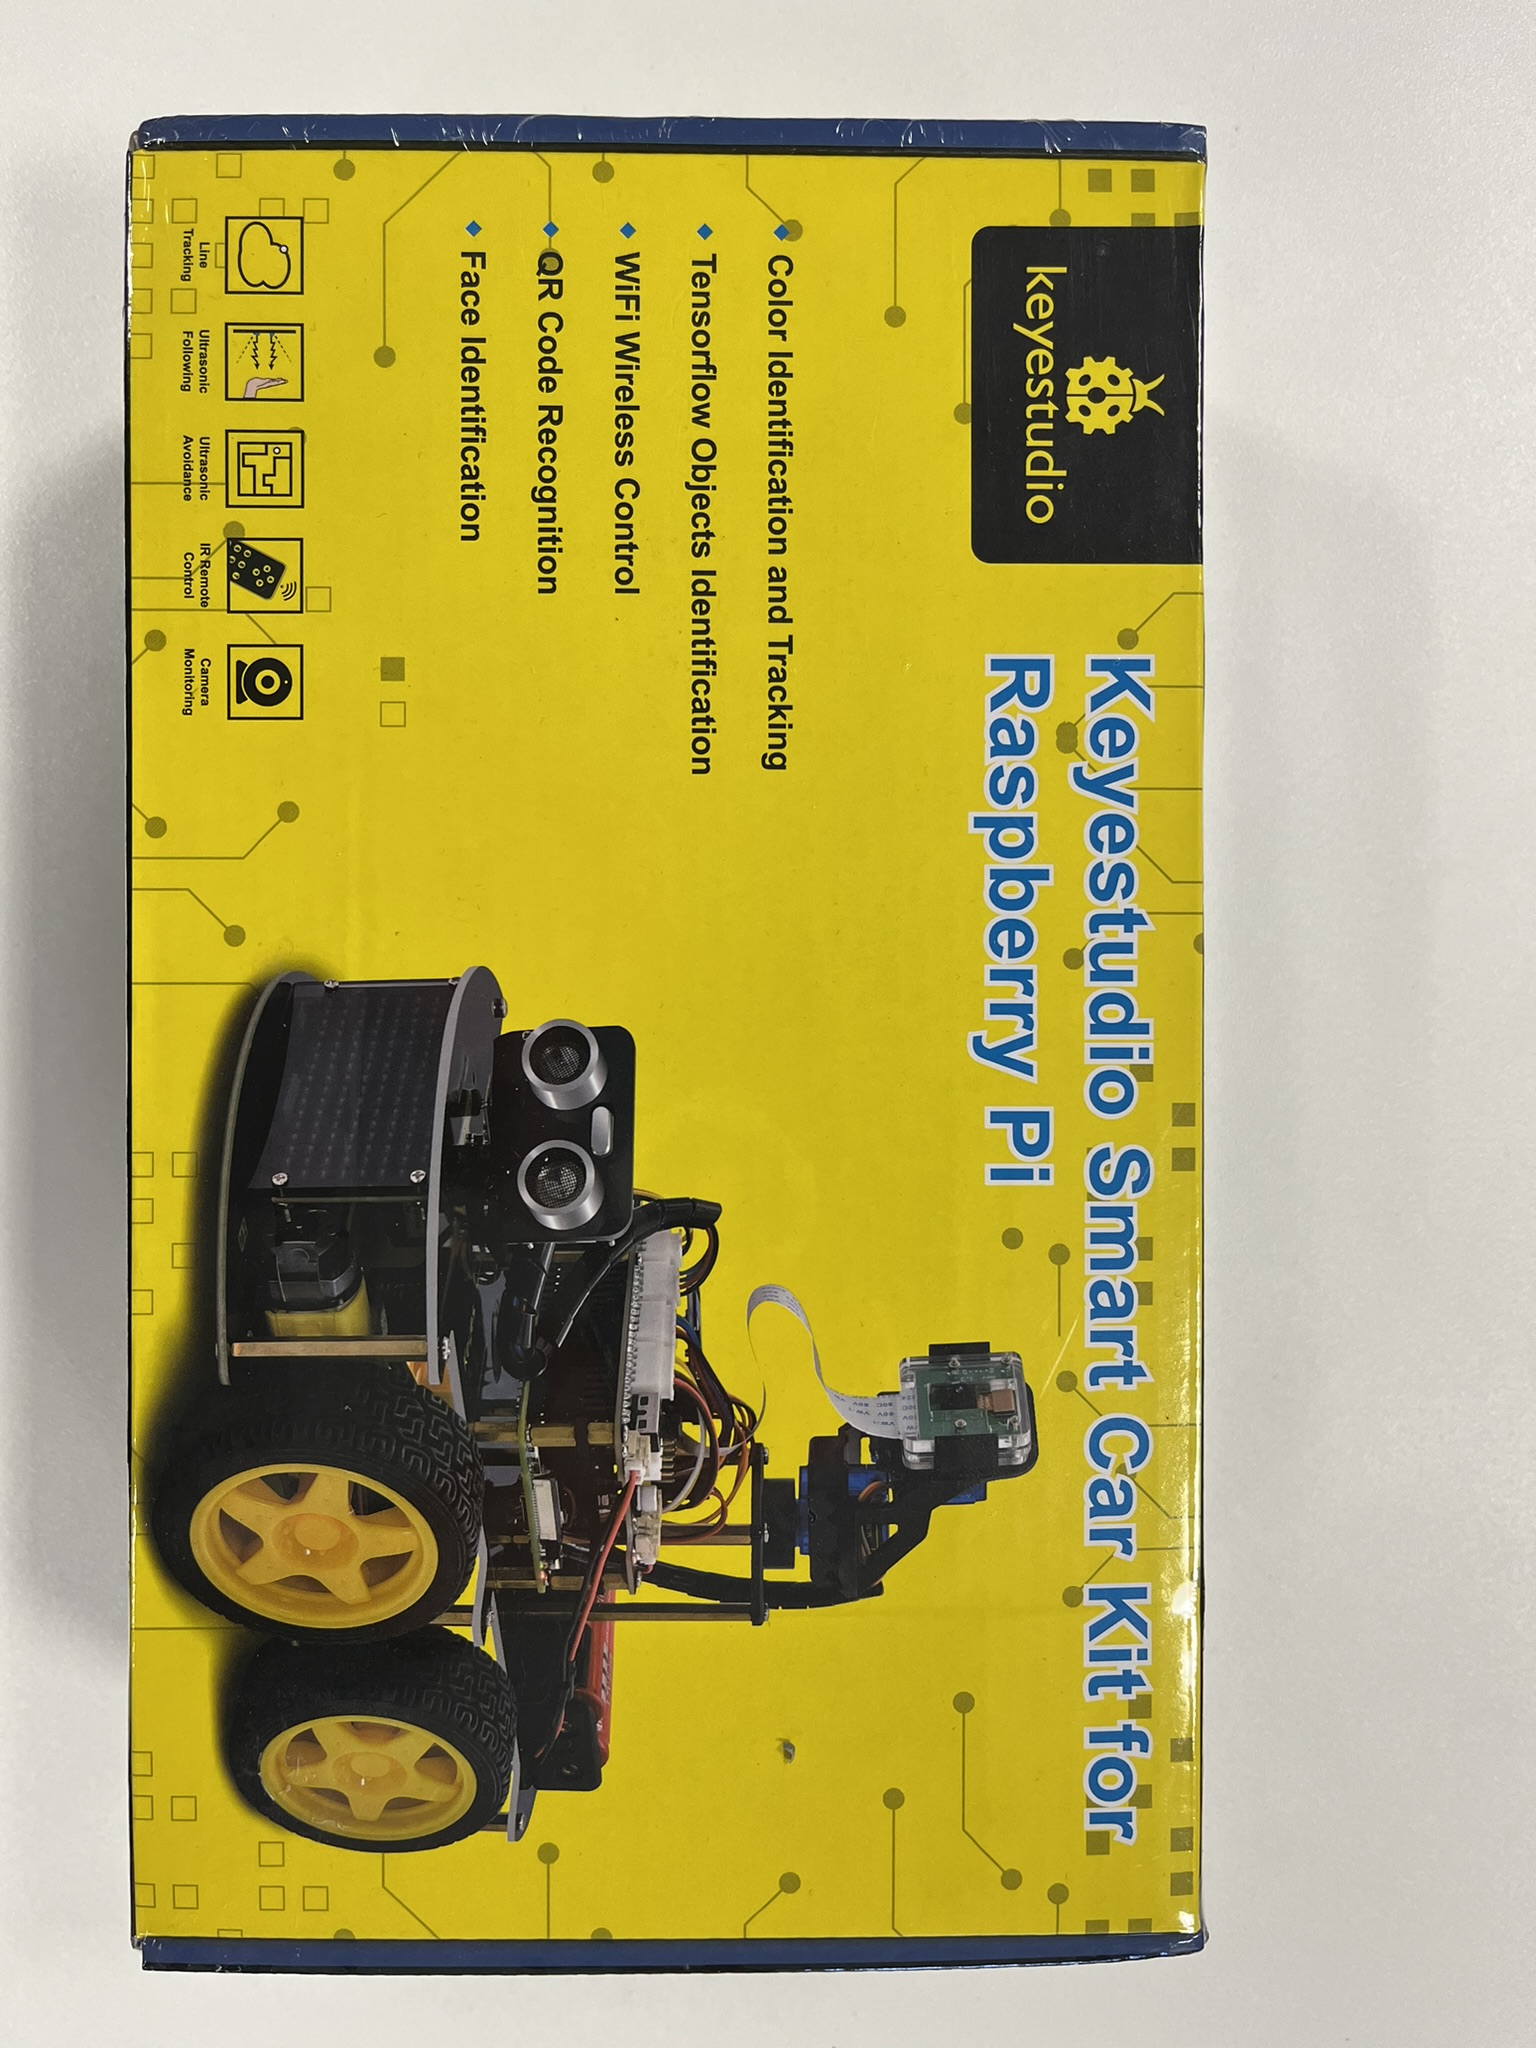 keyestudio
Keyestudio Smart Car Kit for
Raspberry Pi
Color Identification and Tracking
Tensorflow Objects Identification
WiFi Wireless Control
QR Code Recognition
Face Identification
Line
Tracking
Ultrasonic
Following
Ultrasonic
Avoidance
IR Remote
Control
Camera
Monitoring